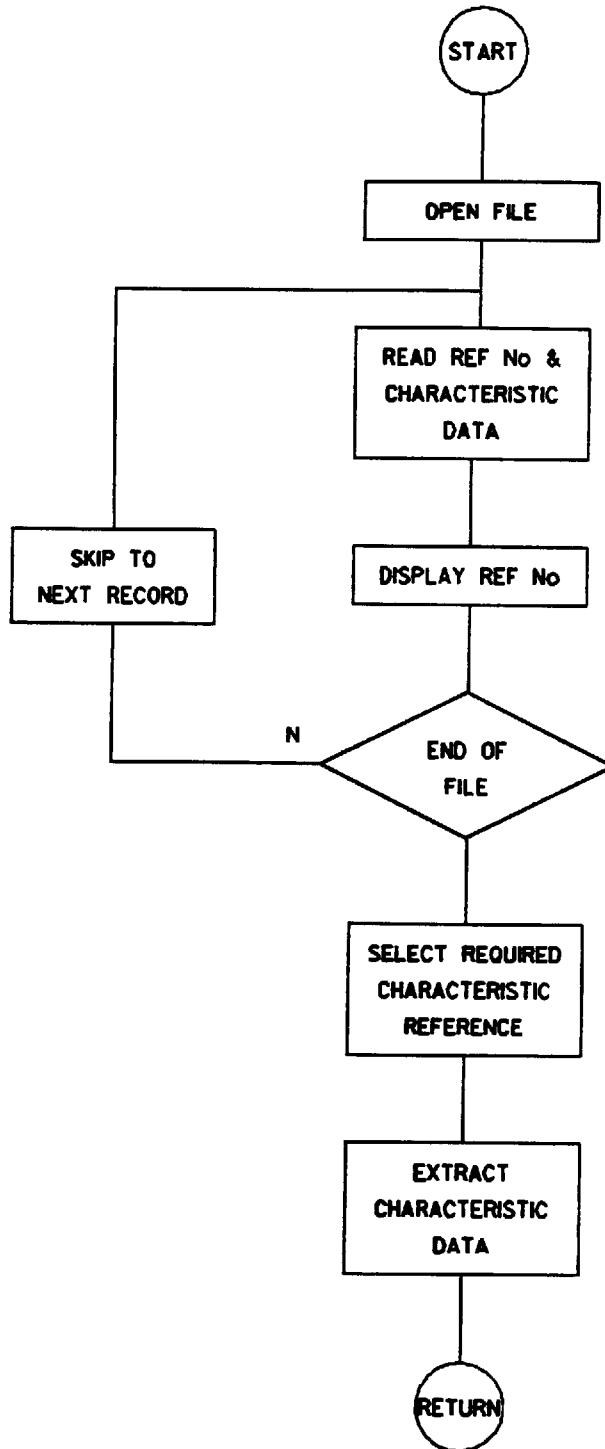 START
OPEN FILE
READ REF No &
CHARACTERISTIC
DATA
SKIP TO
NEXT RECORD
DISPLAY REF No
N
END OF
FILE
SELECT REQUIRED
CHARACTERISTIC
REFERENCE
EXTRACT
CHARACTERISTIC
DATA
RETURN